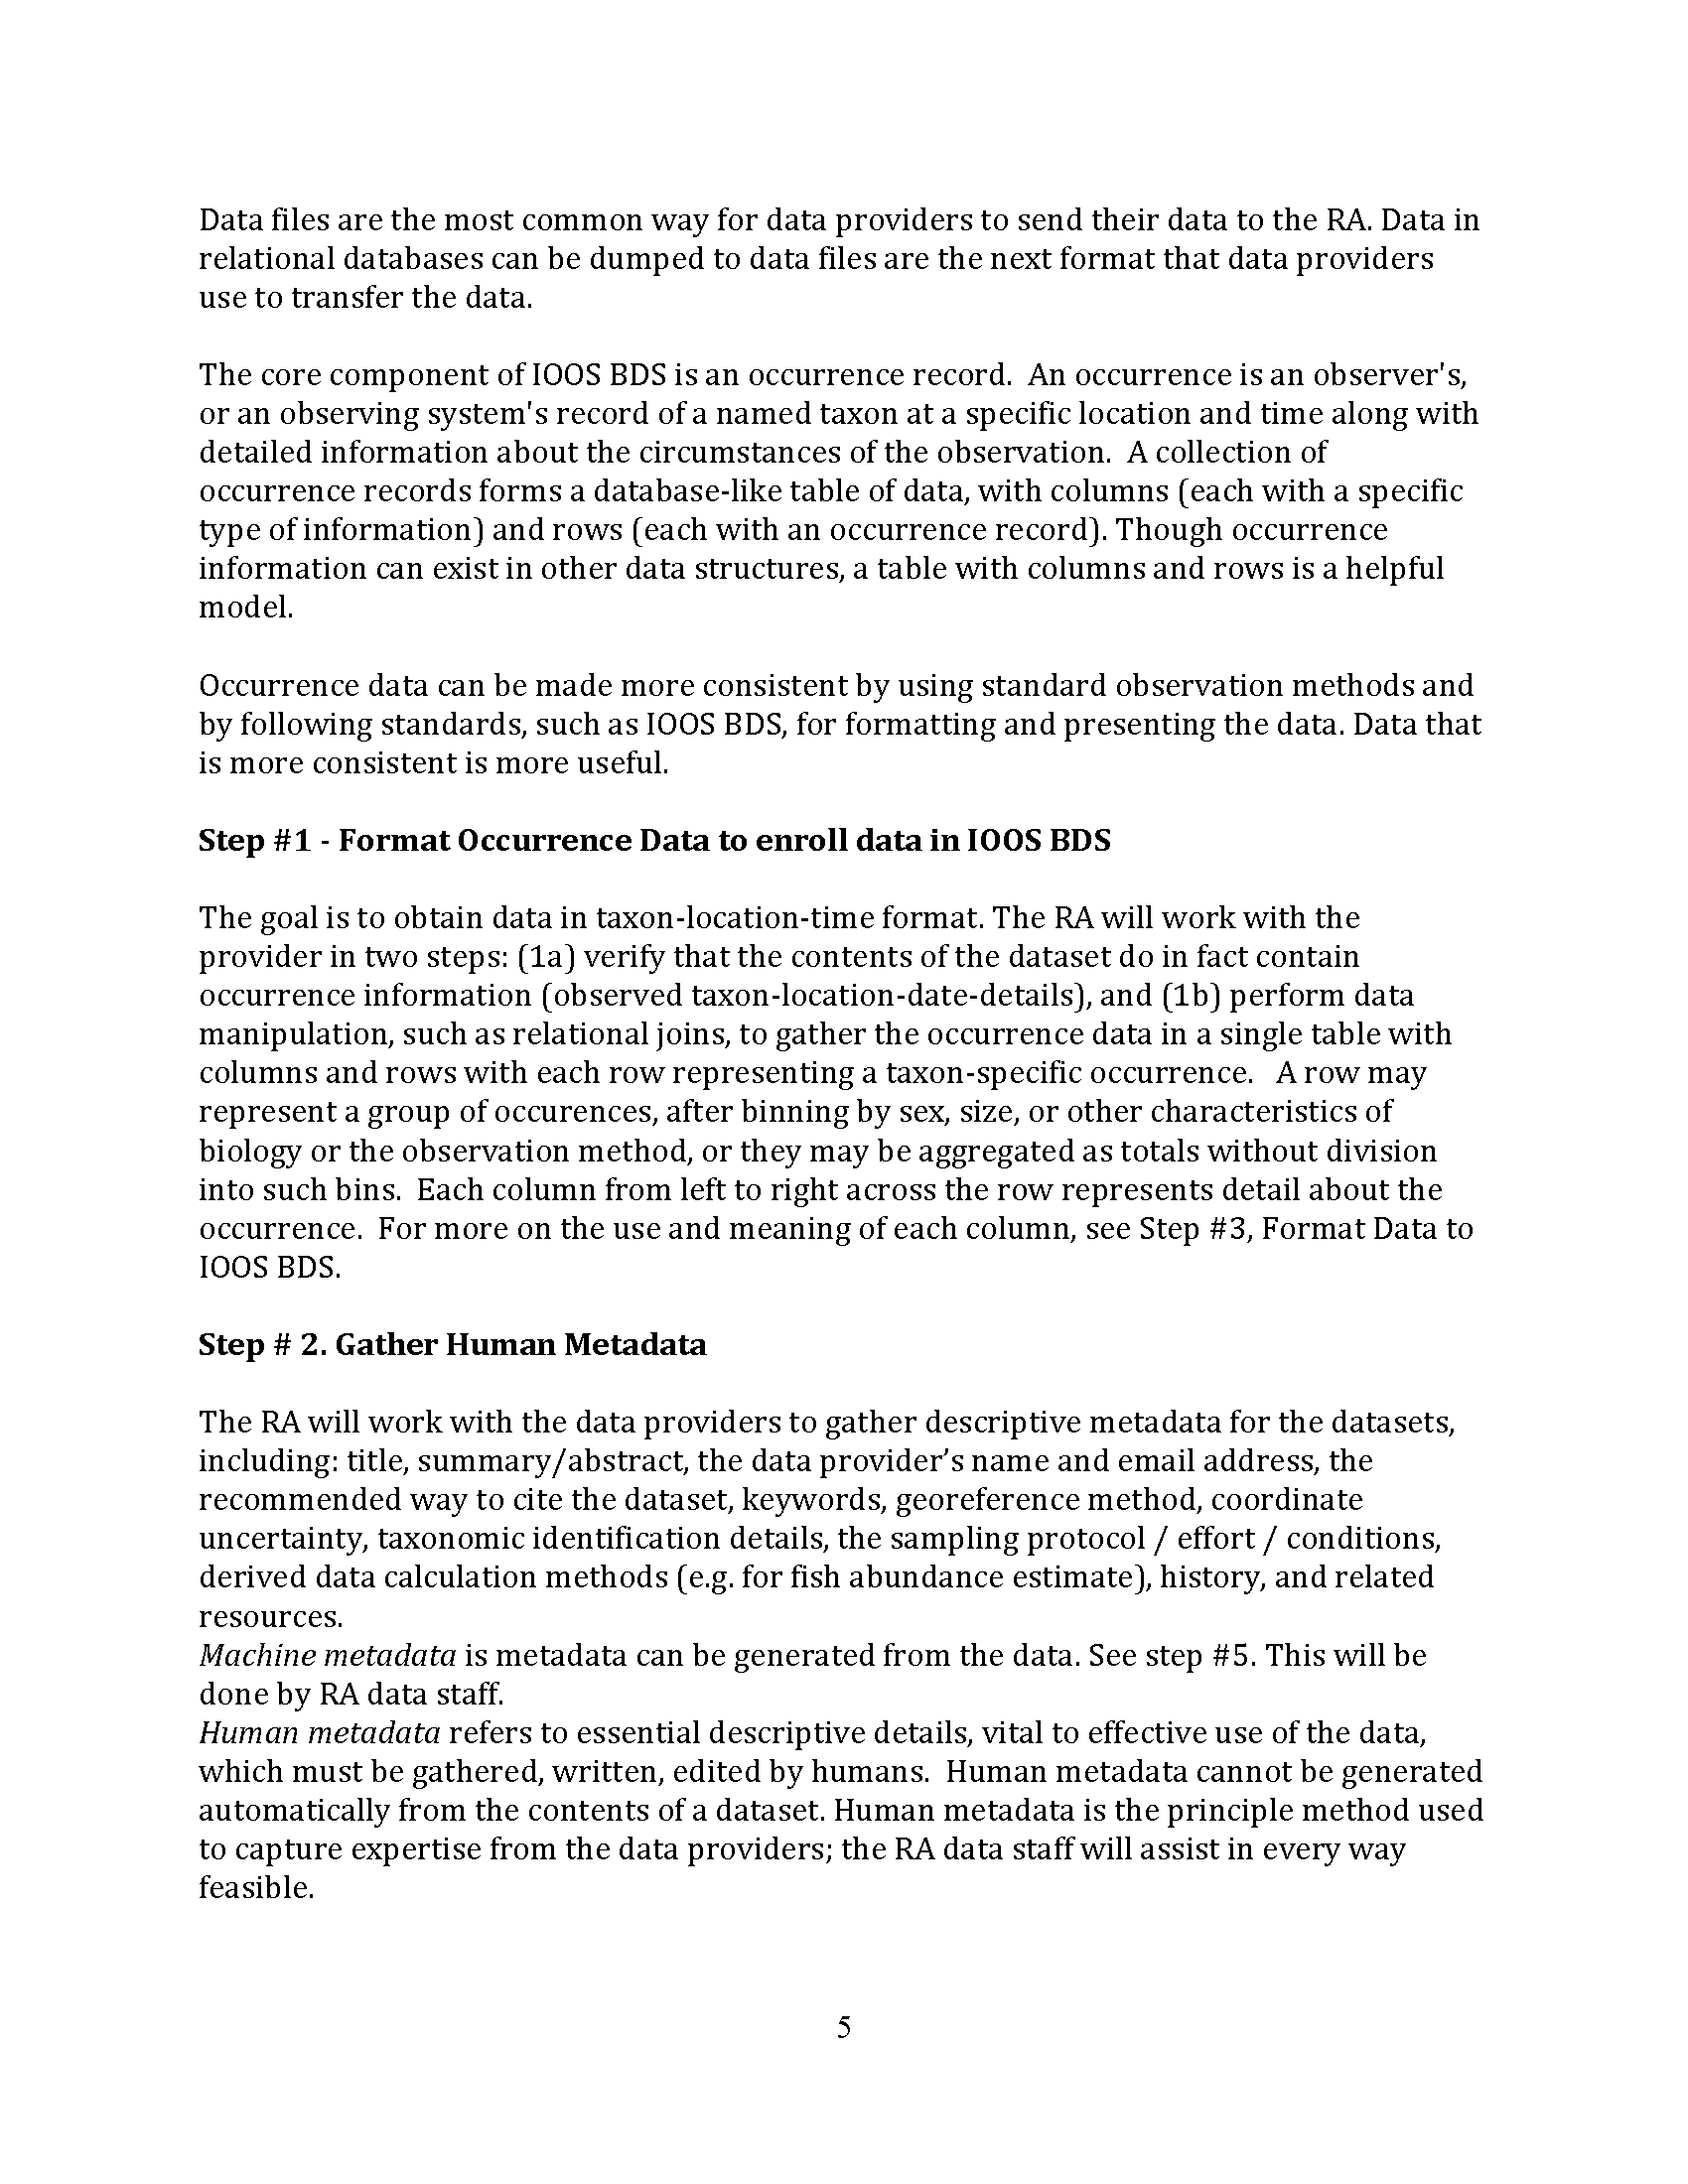 Data files are the most common way for data providers to send their data to the RA. Data in
relational databases can be dumped to data files are the next format that data providers
use to transfer the data.
The core component of IOOS BDS is an occurrence record.  An occurrence is an observer's,
or an observing system's record of a named taxon at a specific location and time along with
detailed information about the circumstances of the observation.  A collection of
occurrence records forms a database-like table of data, with columns (each with a specific
type of information) and rows (each with an occurrence record). Though occurrence
information can exist in other data structures, a table with columns and rows is a helpful
model.
Occurrence data can be made more consistent by using standard observation methods and
by following standards, such as IOOS BDS, for formatting and presenting the data. Data that
is more consistent is more useful.
Step #1 - Format Occurrence Data to enroll data in IOOS BDS
The goal is to obtain data in taxon-location-time format. The RA will work with the
provider in two steps: (1a) verify that the contents of the dataset do in fact contain
occurrence information (observed taxon-location-date-details), and (1b) perform data
manipulation, such as relational joins, to gather the occurrence data in a single table with
columns and rows with each row representing a taxon-specific occurrence.   A row may
represent a group of occurences, after binning by sex, size, or other characteristics of
biology or the observation method, or they may be aggregated as totals without division
into such bins.  Each column from left to right across the row represents detail about the
occurrence.  For more on the use and meaning of each column, see Step #3, Format Data to
IOOS BDS.
Step # 2. Gather Human Metadata
The RA will work with the data providers to gather descriptive metadata for the datasets,
including: title, summary/abstract, the data provider’s name and email address, the
recommended way to cite the dataset, keywords, georeference method, coordinate
uncertainty, taxonomic identification details, the sampling protocol / effort / conditions,
derived data calculation methods (e.g. for fish abundance estimate), history, and related
resources.
Machine metadata is metadata can be generated from the data. See step #5. This will be
done by RA data staff.
Human metadata refers to essential descriptive details, vital to effective use of the data,
which must be gathered, written, edited by humans.  Human metadata cannot be generated
automatically from the contents of a dataset. Human metadata is the principle method used
to capture expertise from the data providers; the RA data staff will assist in every way
feasible.
5